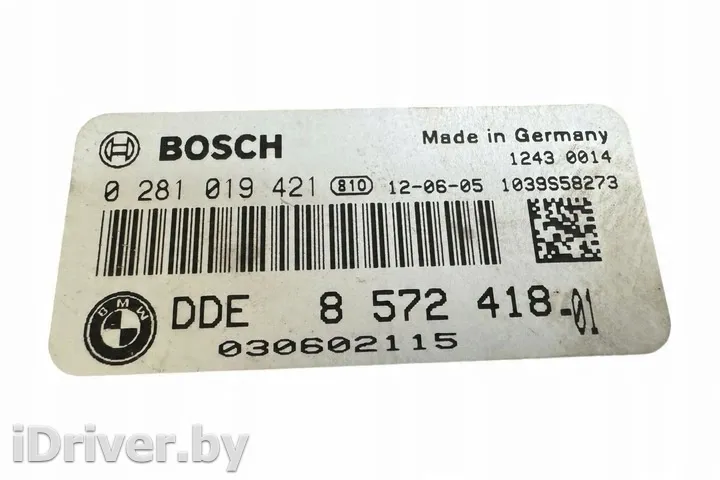 BOSCH Made in Germany
1243 0014
0 281 019 421 810 12-06-05 1039S58273
BMW DDE 8 572 418-01
030602115
iDriver.by